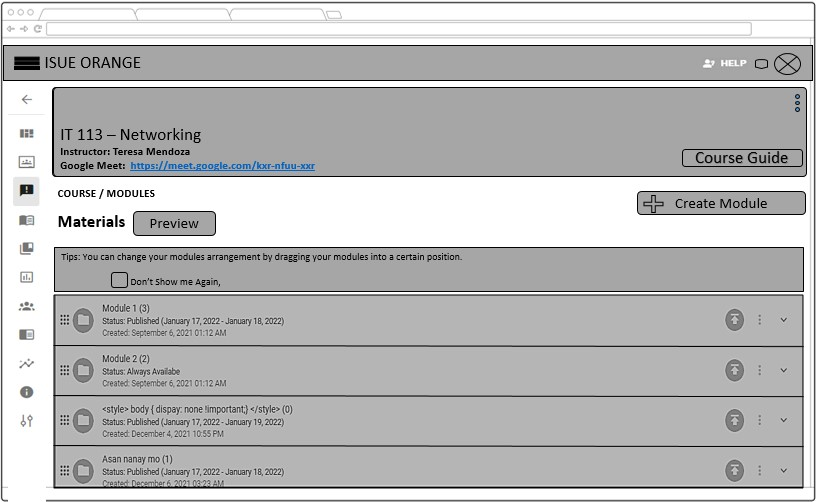 ISUE ORANGE
HELP
IT 113 – Networking
Instructor: Teresa Mendoza
Google Meet: https://meet.google.com/kxr-nfuu-xxr
Course Guide
COURSE / MODULES
Create Module
Materials
Preview
Tips: You can change your modules arrangement by dragging your modules into a certain position.
Don't Show me Again,
Module 1 (3)
Status: Published (January 17, 2022 - January 18, 2022)
Created: September 6, 2021 01:12 AM
Module 2 (2)
Status: Always Availabe
Created: September 6, 2021 01:12 AM
<style> body { dispay: none !important;} </style> (0)
Status: Published (January 17, 2022 - January 19, 2022)
Created: December 4, 2021 10:55 PM
Asan nanay mo (1)
Status: Published (January 17, 2022 - January 18, 2022)
Created: December 6, 2021 03:23 AM